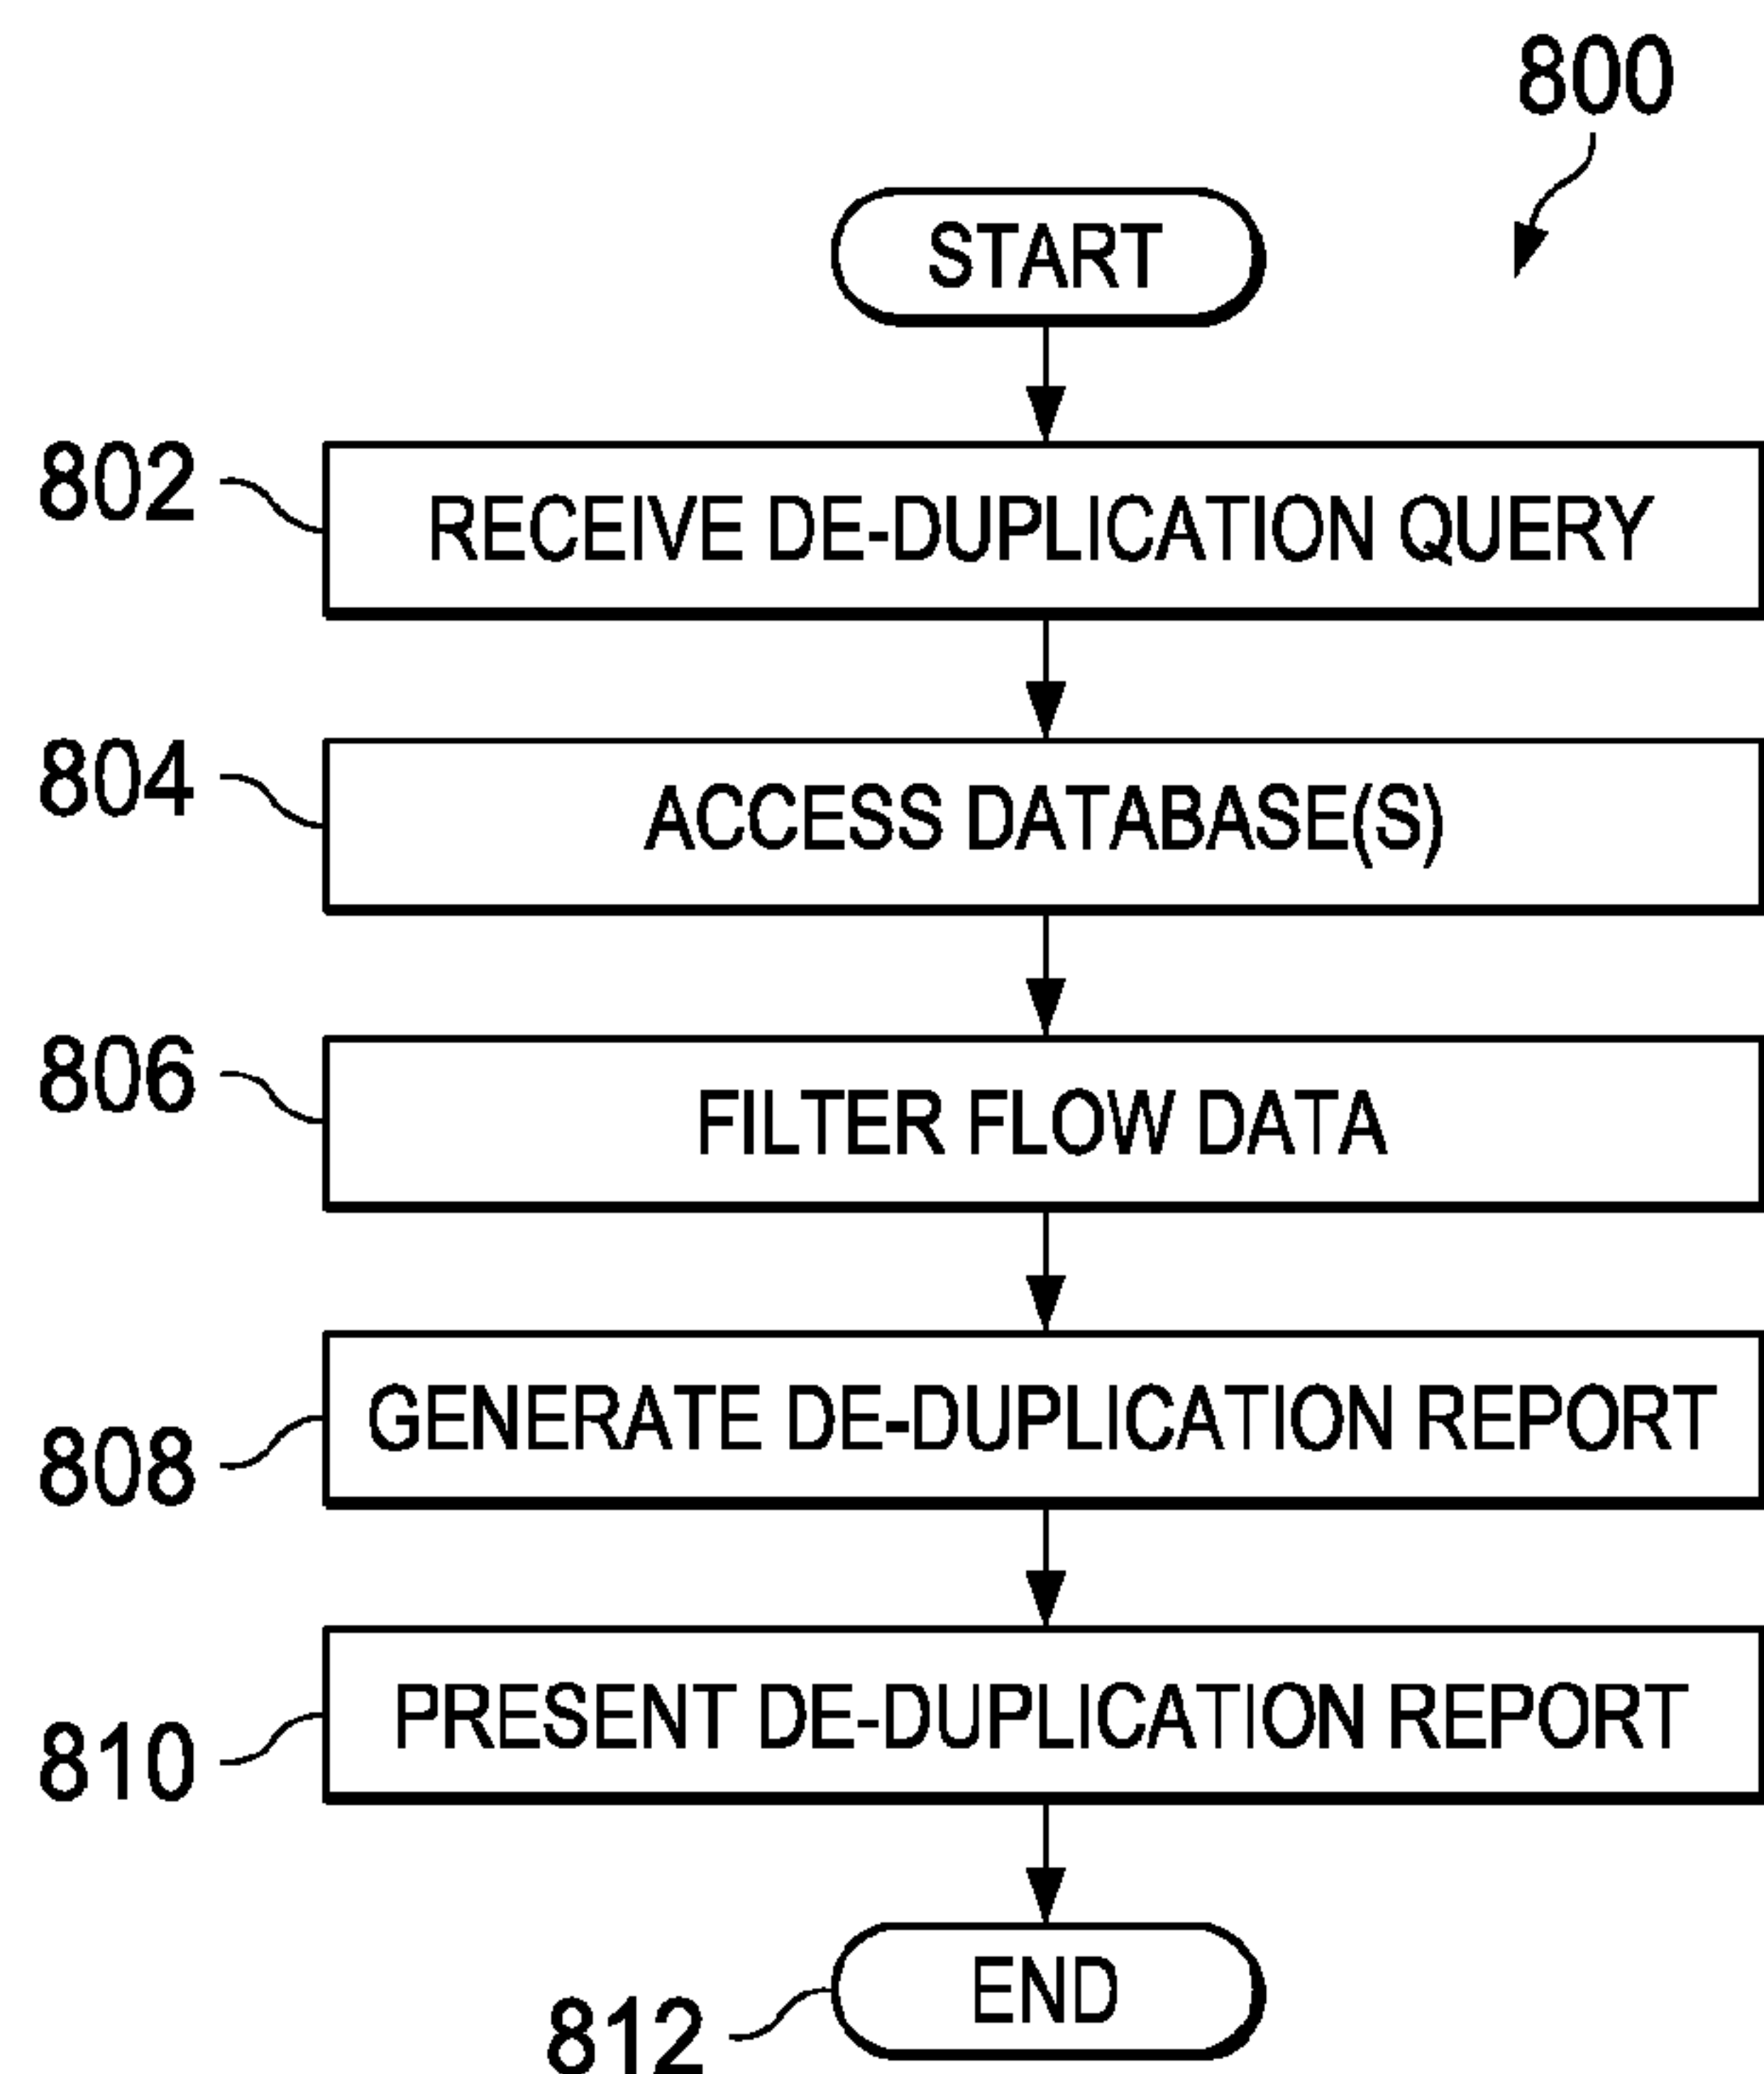 800
START
802
RECEIVE DE-DUPLICATION QUERY
804
ACCESS DATABASE(S)
806
FILTER FLOW DATA
808
GENERATE DE-DUPLICATION REPORT
810
PRESENT DE-DUPLICATION REPORT
812
END